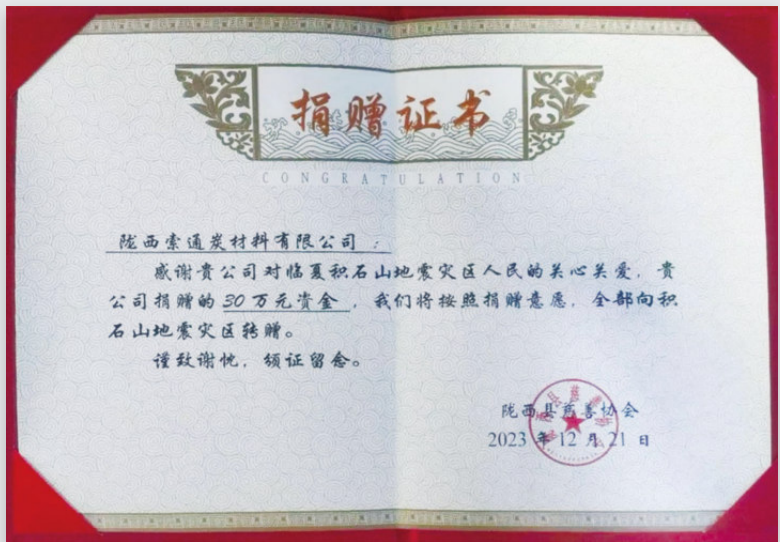 捐赠证书
CONGRATULATION
陇西索通炭材料有限公司：
感谢贵公司对临夏积石山地震灾区人民的关心关爱，贵
公司捐赠的30万元资金，我们将按照捐赠意愿，全部向积
石山地震灾区转赠。
谨致谢忱，颁证留念。
陇西县慈善协会
2023年12月21日